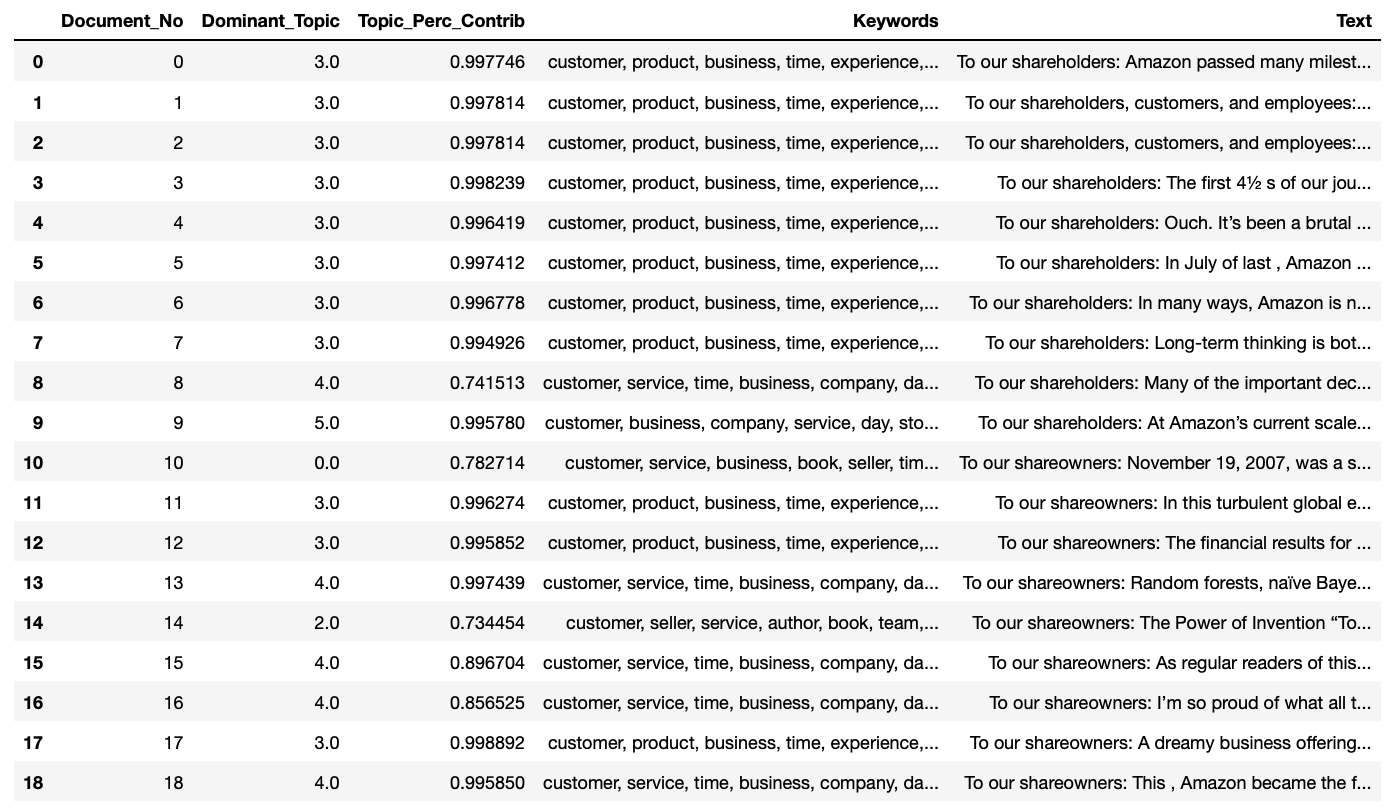 Document_No Dominant_Topic Topic_Perc_Contrib Keywords Text
0 0 3.0 0.997746 customer, product, business, time, experience,... To our shareholders: Amazon passed many milest...
1 1 3.0 0.997814 customer, product, business, time, experience,... To our shareholders, customers, and employees:...
2 2 3.0 0.997814 customer, product, business, time, experience,... To our shareholders, customers, and employees:...
3 3 3.0 0.998239 customer, product, business, time, experience,... To our shareholders: The first 4½ s of our jou...
4 4 3.0 0.996419 customer, product, business, time, experience,... To our shareholders: Ouch. It’s been a brutal ...
5 5 3.0 0.997412 customer, product, business, time, experience,... To our shareholders: In July of last , Amazon ...
6 6 3.0 0.996778 customer, product, business, time, experience,... To our shareholders: In many ways, Amazon is n...
7 7 3.0 0.994926 customer, product, business, time, experience,... To our shareholders: Long-term thinking is bot...
8 8 4.0 0.741513 customer, service, time, business, company, da... To our shareholders: Many of the important dec...
9 9 5.0 0.995780 customer, business, company, service, day, sto... To our shareholders: At Amazon’s current scale...
10 10 0.0 0.782714 customer, service, business, book, seller, tim... To our shareowners: November 19, 2007, was a s...
11 11 3.0 0.996274 customer, product, business, time, experience,... To our shareowners: In this turbulent global e...
12 12 3.0 0.995852 customer, product, business, time, experience,... To our shareowners: The financial results for ...
13 13 4.0 0.997439 customer, service, time, business, company, da... To our shareowners: Random forests, naïve Baye...
14 14 2.0 0.734454 customer, seller, service, author, book, team,... To our shareowners: The Power of Invention “To...
15 15 4.0 0.896704 customer, service, time, business, company, da... To our shareowners: As regular readers of this...
16 16 4.0 0.856525 customer, service, time, business, company, da... To our shareowners: I’m so proud of what all t...
17 17 3.0 0.998892 customer, product, business, time, experience,... To our shareowners: A dreamy business offering...
18 18 4.0 0.995850 customer, service, time, business, company, da... To our shareowners: This , Amazon became the f...